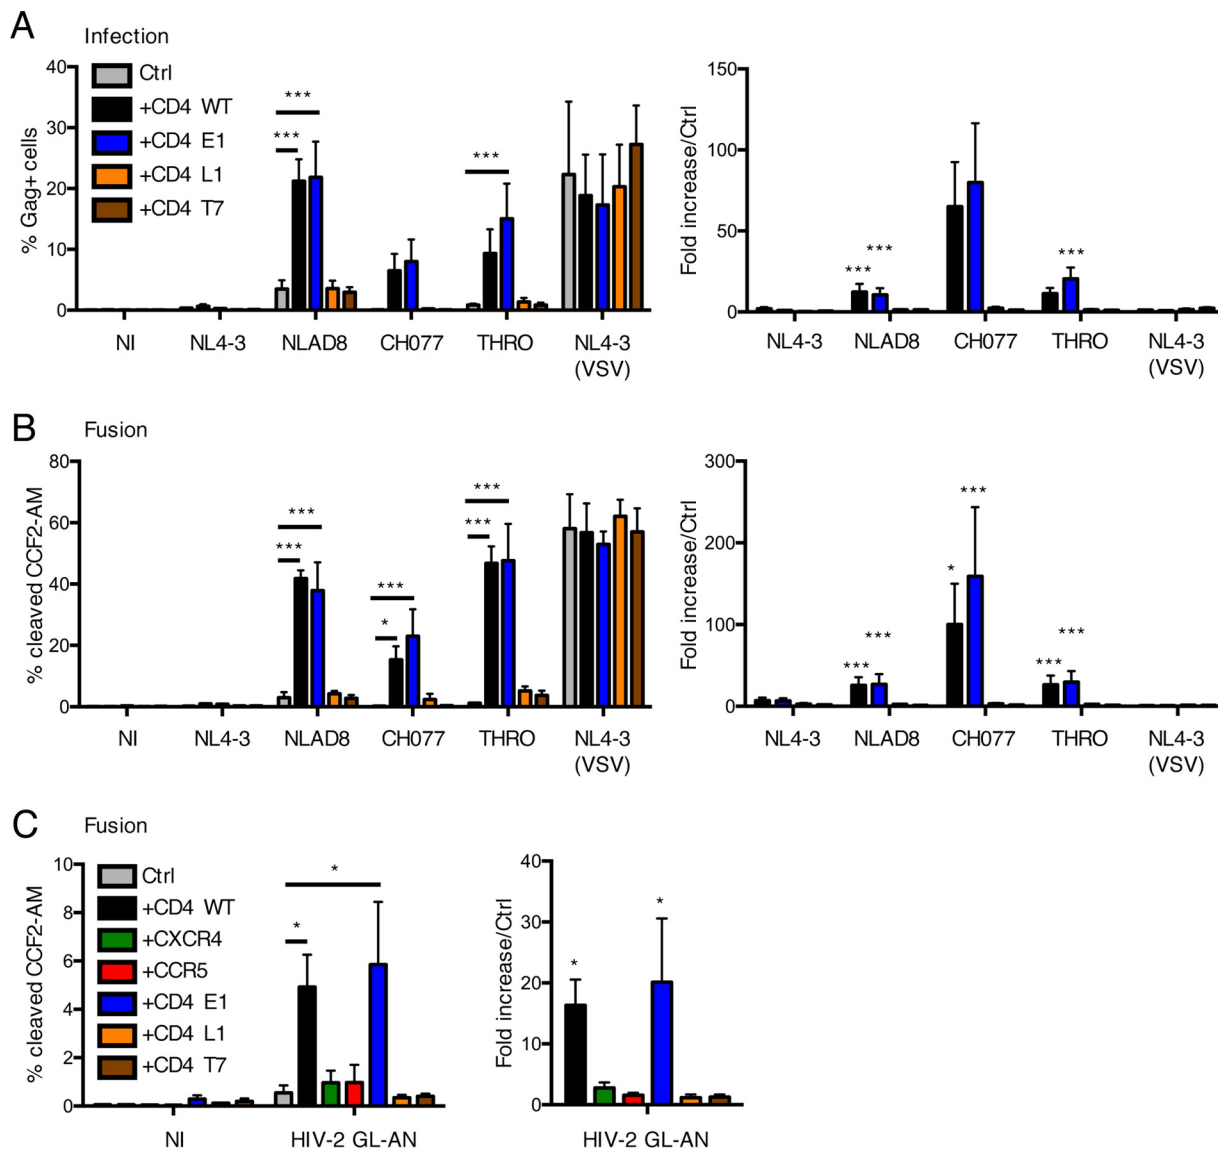 A
Infection
Ctrl
+CD4 WT
+CD4 E1
+CD4 L1
+CD4 T7
% Gag+ cells
40
30
20
10
0
***
***
***
NI NL4-3 NLAD8 CH077 THRO NL4-3
(VSV)
Fold increase/Ctrl
150
100
50
0
***
***
***
NL4-3 NLAD8 CH077 THRO NL4-3
(VSV)
B
Fusion
% cleaved CCF2-AM
80
60
40
20
0
***
***
***
*
***
***
NI NL4-3 NLAD8 CH077 THRO NL4-3
(VSV)
Fold increase/Ctrl
300
200
100
0
***
***
*
***
***
***
NL4-3 NLAD8 CH077 THRO NL4-3
(VSV)
C
Fusion
Ctrl
+CD4 WT
+CXCR4
+CCR5
+CD4 E1
+CD4 L1
+CD4 T7
% cleaved CCF2-AM
10
8
6
4
2
0
*
*
NI HIV-2 GL-AN
Fold increase/Ctrl
40
30
20
10
0
*
*
HIV-2 GL-AN